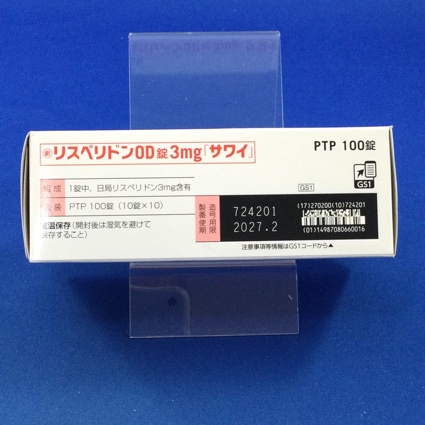 劇 リスペリドンOD錠3mg「サワイ」
PTP 100錠
GS1
組成 1錠中、日局リスペリドン3mg含有
包装 PTP 100錠(10錠×10)
室温保存(開封後は湿気を避けて
保存すること)
製造番号 724201
使用期限 2027.2
GS1
(17)270200(10)724201
(01)14987080660016
注意事項等情報はGS1コードから▲